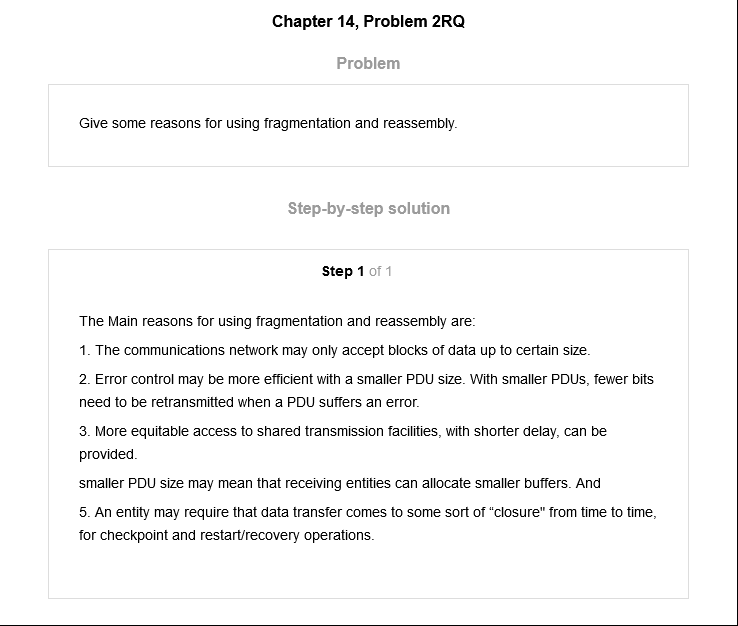 Chapter 14, Problem 2RQ
Problem
Give some reasons for using fragmentation and reassembly.
Step-by-step solution
Step 1 of 1
The Main reasons for using fragmentation and reassembly are:
1. The communications network may only accept blocks of data up to certain size.
2. Error control may be more efficient with a smaller PDU size. With smaller PDUs, fewer bits
need to be retransmitted when a PDU suffers an error.
3. More equitable access to shared transmission facilities, with shorter delay, can be
provided.
smaller PDU size may mean that receiving entities can allocate smaller buffers. And
5. An entity may require that data transfer comes to some sort of “closure" from time to time,
for checkpoint and restart/recovery operations.